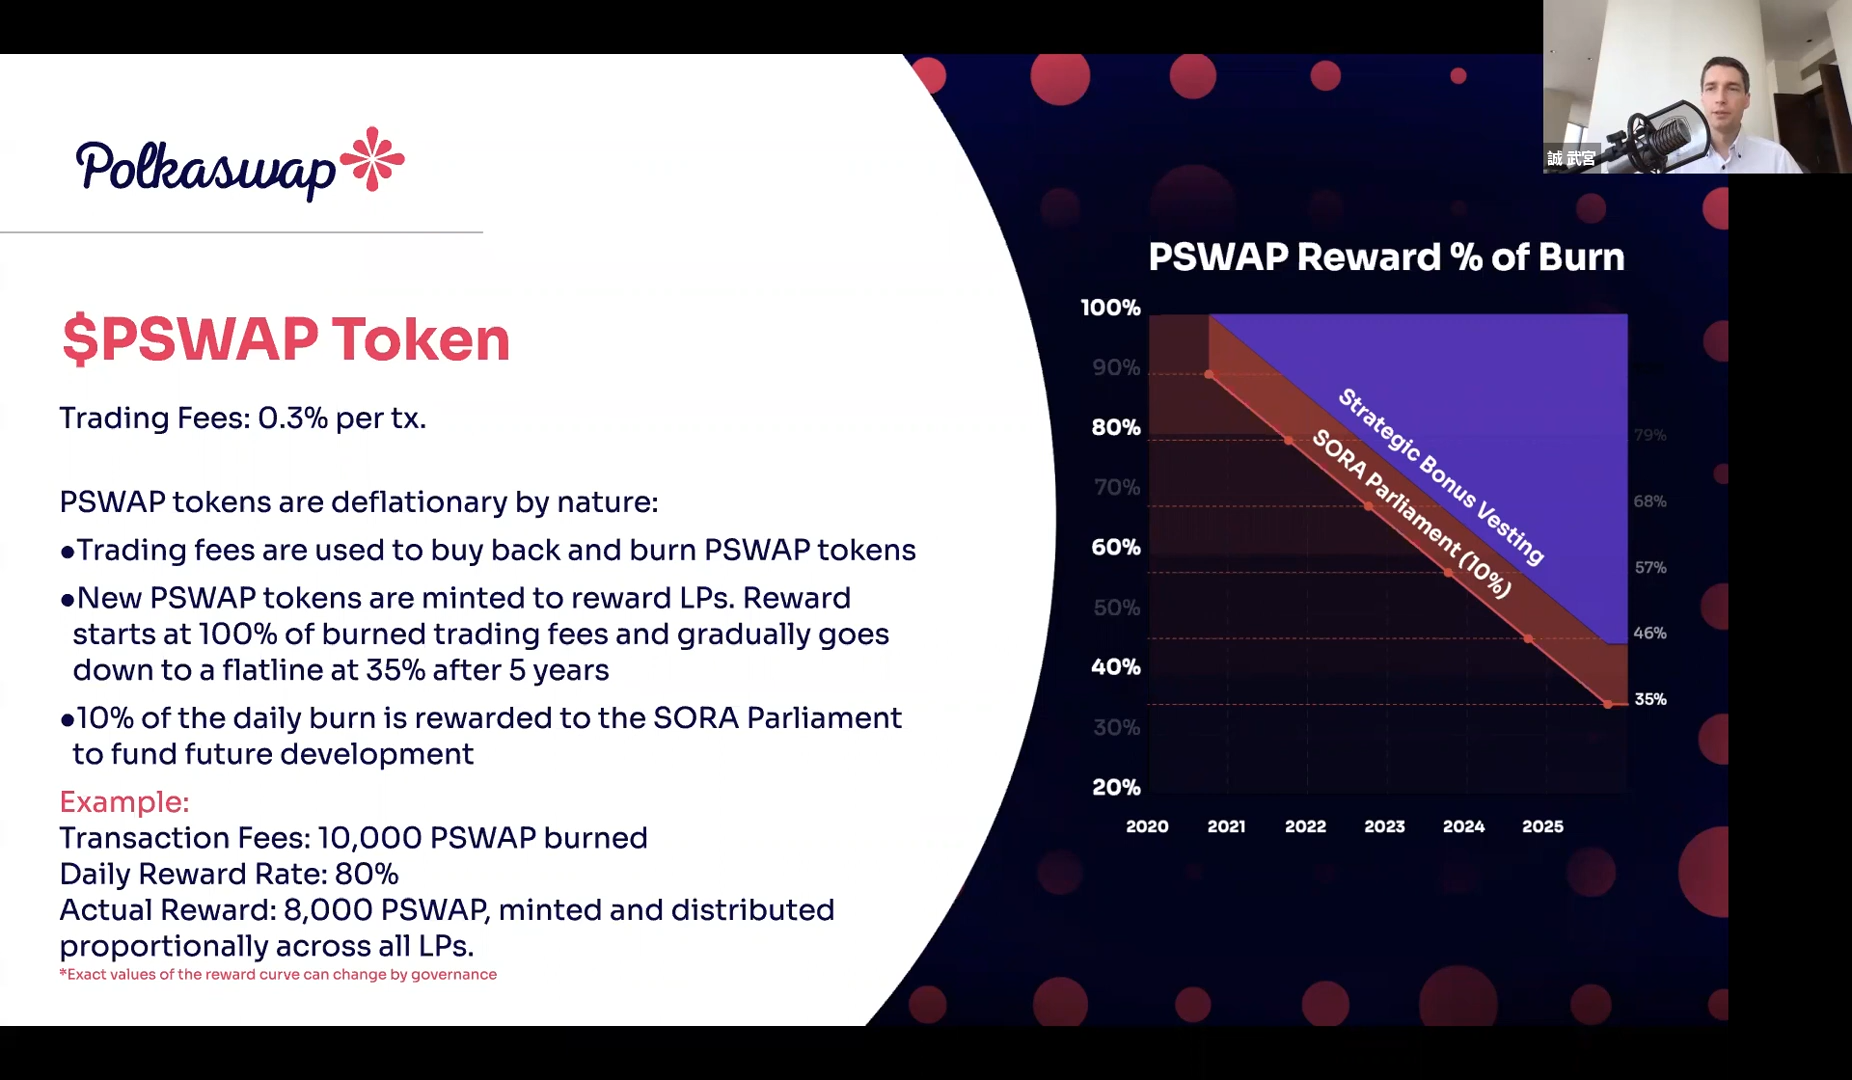 誠 武宮
Polkaswap
$PSWAP Token
Trading Fees: 0.3% per tx.
PSWAP tokens are deflationary by nature:
●Trading fees are used to buy back and burn PSWAP tokens
●New PSWAP tokens are minted to reward LPs. Reward
starts at 100% of burned trading fees and gradually goes
down to a flatline at 35% after 5 years
●10% of the daily burn is rewarded to the SORA Parliament
to fund future development
Example:
Transaction Fees: 10,000 PSWAP burned
Daily Reward Rate: 80%
Actual Reward: 8,000 PSWAP, minted and distributed
proportionally across all LPs.
*Exact values of the reward curve can change by governance
PSWAP Reward % of Burn
100%
90%
80%
70%
60%
50%
40%
30%
20%
Strategic Bonus Vesting
SORA Parliament (10%)
79%
68%
57%
46%
35%
2020 2021 2022 2023 2024 2025